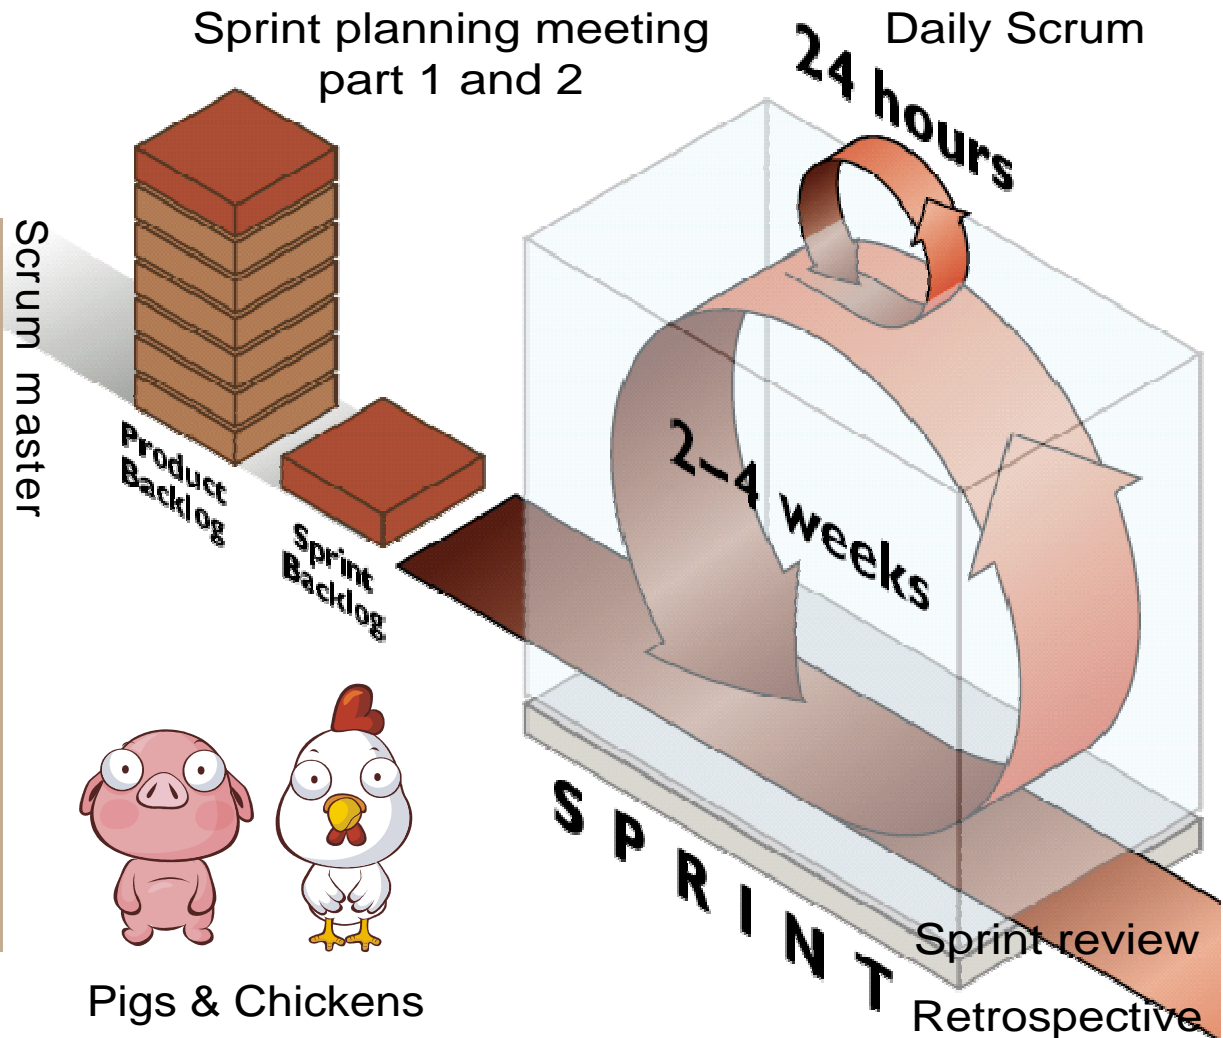 Sprint planning meeting
part 1 and 2
Daily Scrum
24 hours
Scrum master
Product
Backlog
Sprint
Backlog
2–4 weeks
SPRINT
Sprint review
Retrospective
Pigs & Chickens